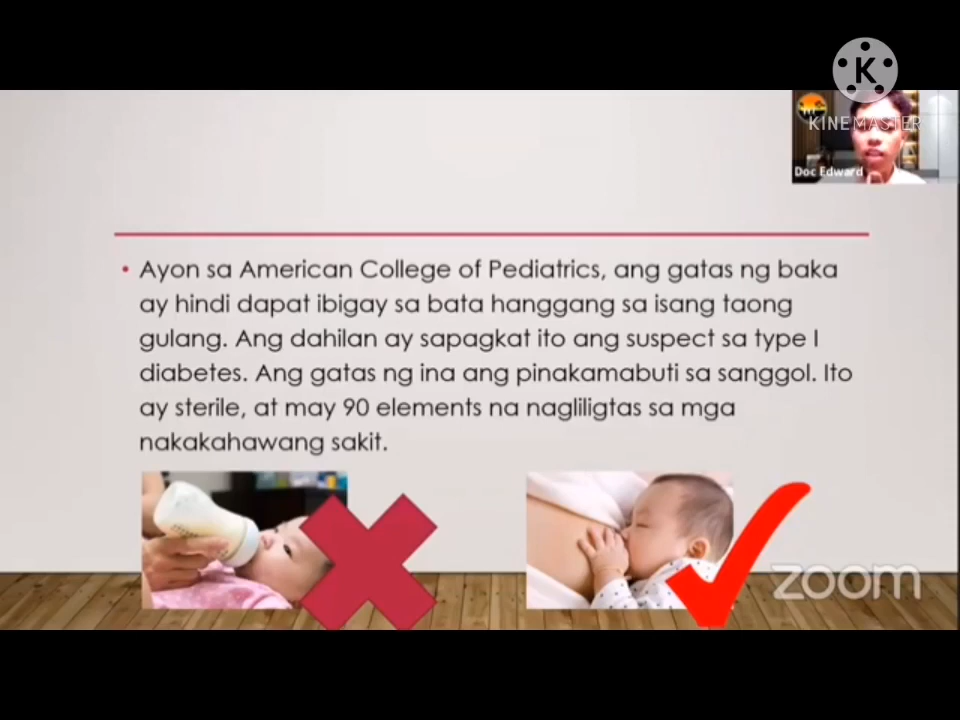 K
KINEMASTER
Doc Edward
• Ayon sa American College of Pediatrics, ang gatas ng baka
ay hindi dapat ibigay sa bata hanggang sa isang taong
gulang. Ang dahilan ay sapagkat ito ang suspect sa type I
diabetes. Ang gatas ng ina ang pinakamabuti sa sanggol. Ito
ay sterile, at may 90 elements na nagliligtas sa mga
nakakahawang sakit.
zoom